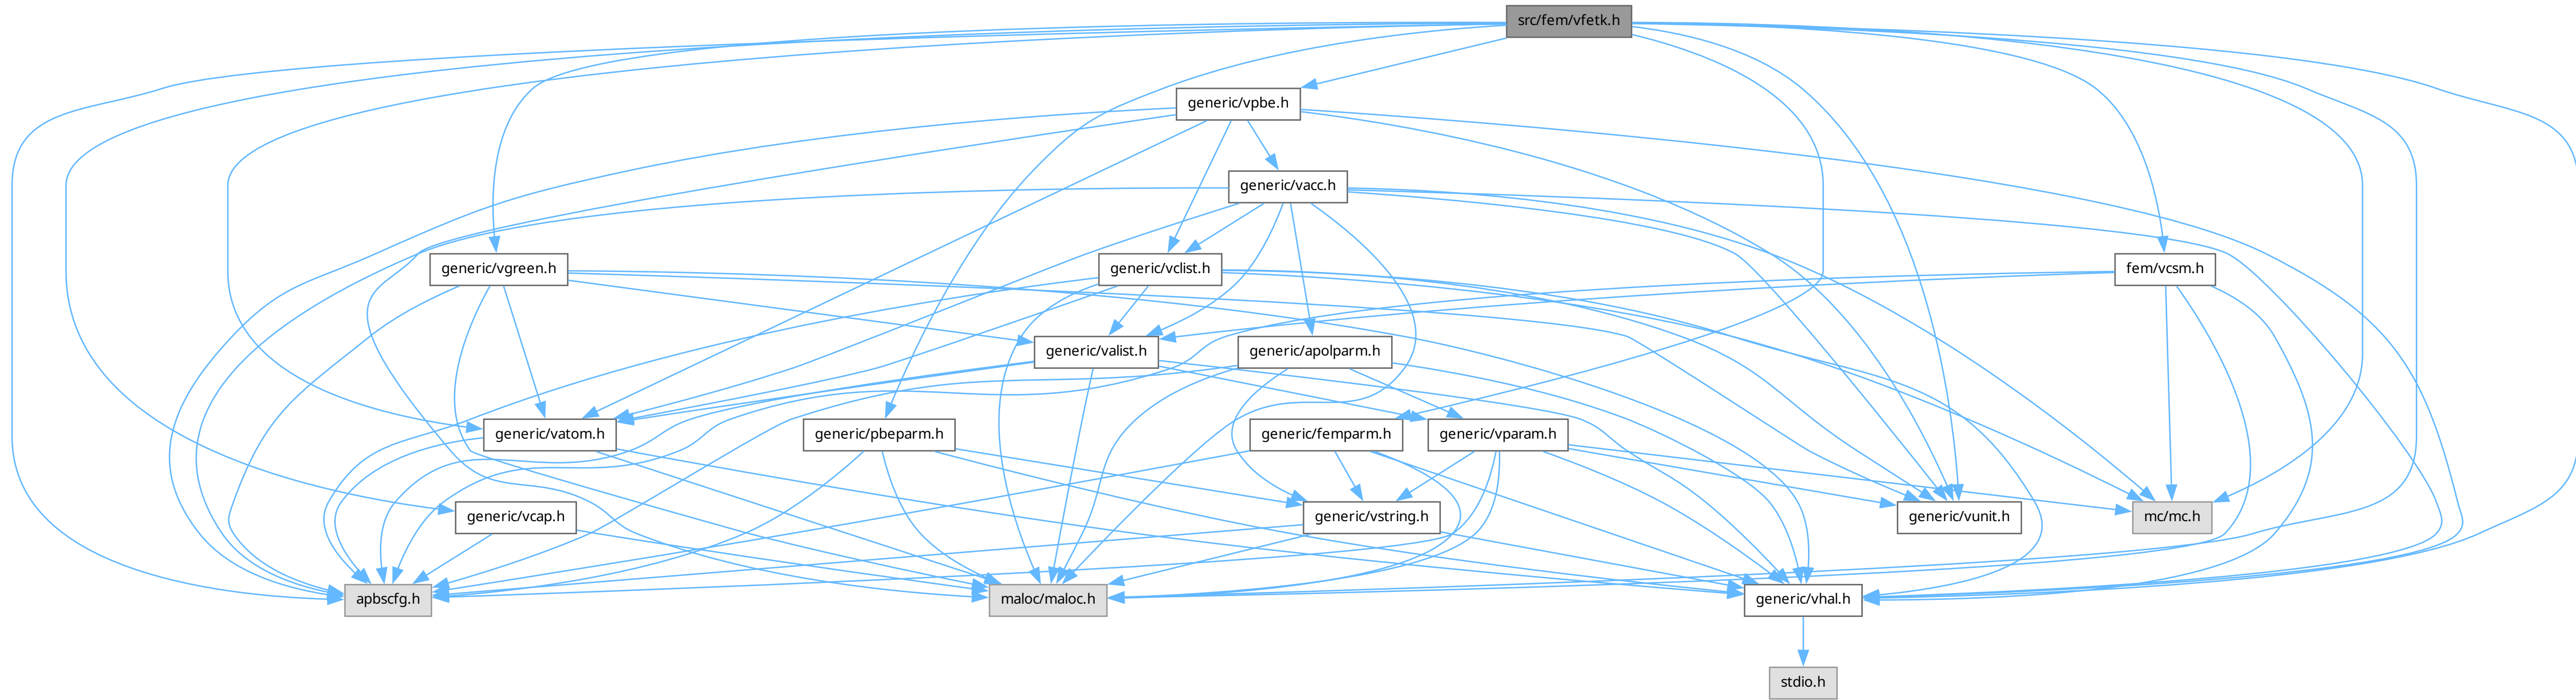 src/fem/vfetk.h
generic/vpbe.h
generic/vacc.h
generic/vgreen.h
generic/vclist.h
fem/vcsm.h
generic/valist.h
generic/apolparm.h
generic/vatom.h
generic/pbeparm.h
generic/femparm.h
generic/vparam.h
generic/vcap.h
generic/vstring.h
generic/vunit.h
mc/mc.h
apbscfg.h
maloc/maloc.h
generic/vhal.h
stdio.h